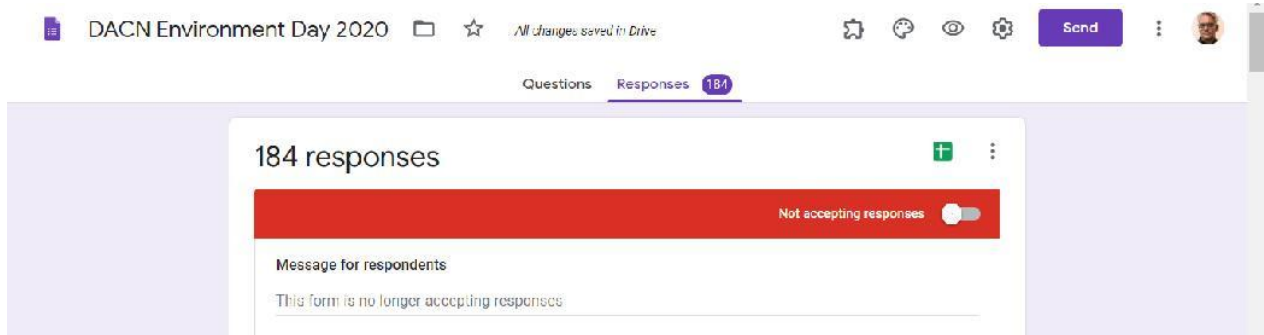 DACN Environment Day 2020 All changes saved in Drive Send
Questions Responses 184
184 responses
Not accepting responses
Message for respondents
This form is no longer accepting responses